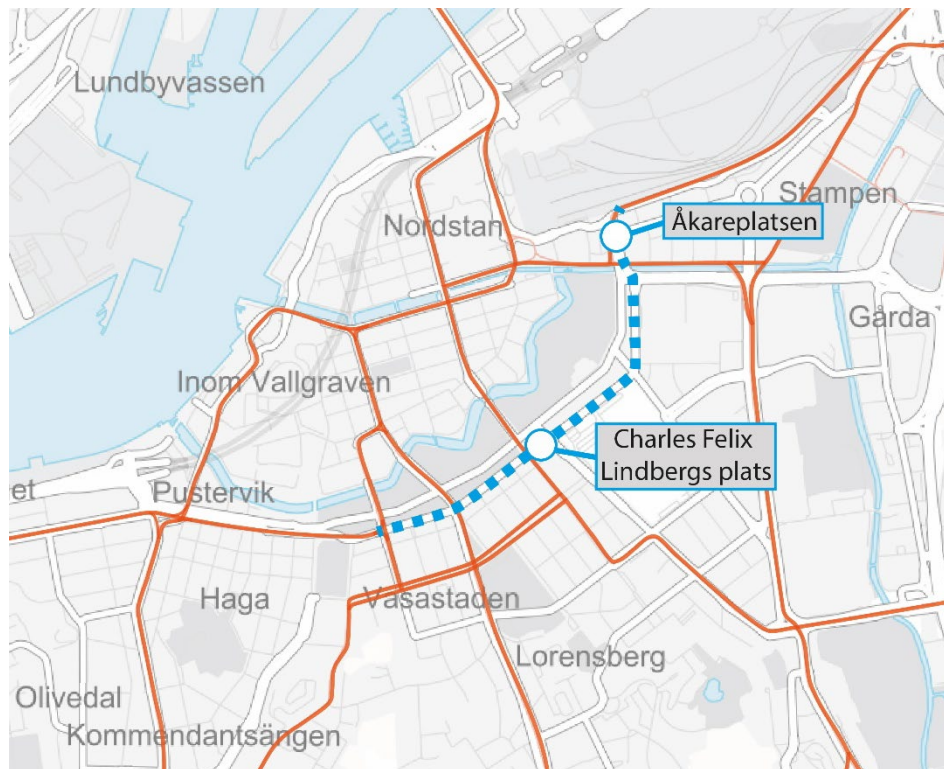 Lundbyvassen
Stampen
Nordstan
Åkareplatsen
Gårda
Inom Vallgraven
Charles Felix
Lindbergs plats
et
Pustervik
Haga
Vasastaden
Lorensberg
Olivedal
Kommendantsängen